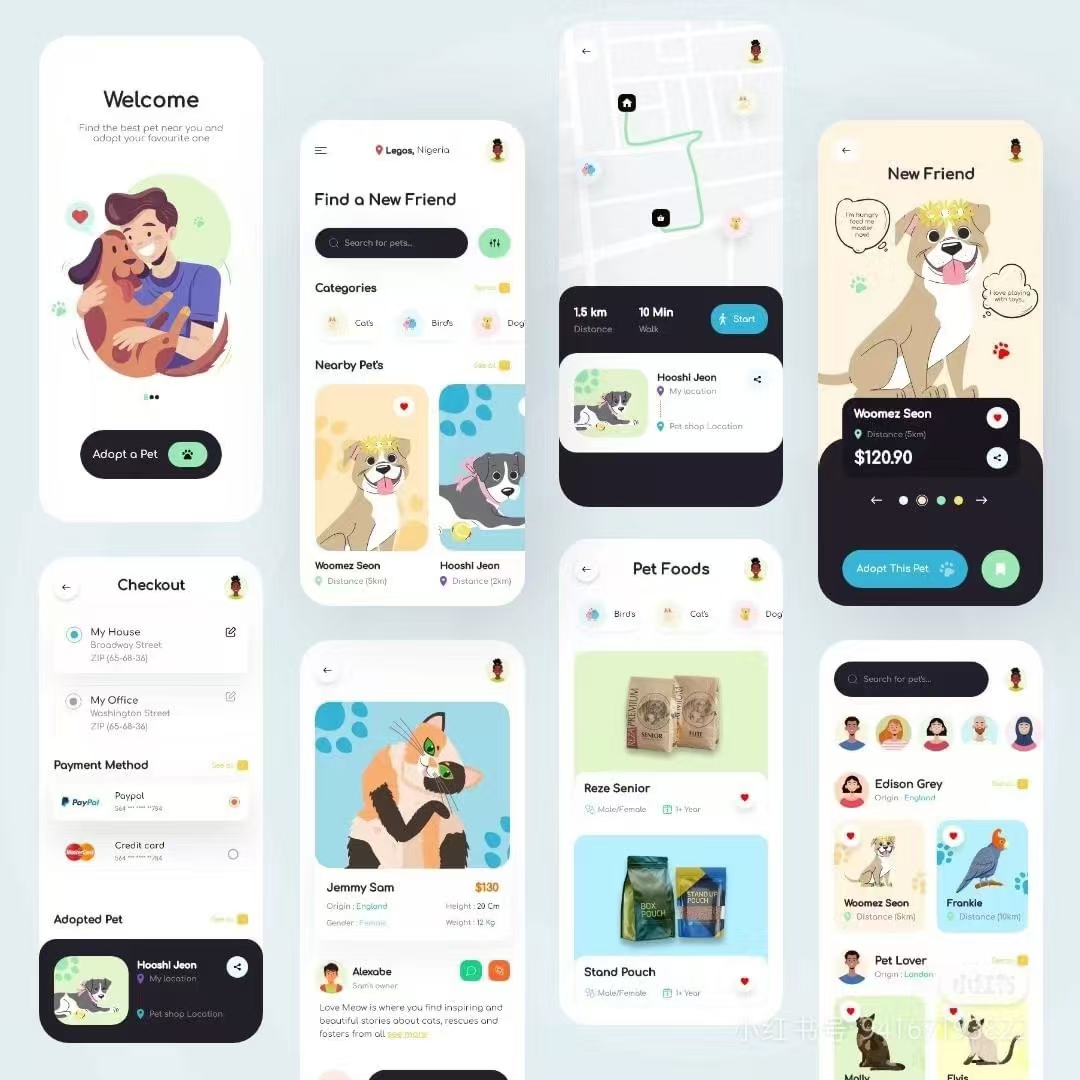 Welcome
Find the best pet near you and
adopt your favourite one
Adopt a Pet
Legos, Nigeria
Find a New Friend
Search for pets...
Categories
Cat's
Bird's
Dog
Nearby Pet's
See all
Woomez Seon
Distance (5km)
Hooshi Jeon
Distance (2km)
1.5 km
Distance
10 Min
Walk
Start
Hooshi Jeon
My location
Pet shop Location
New Friend
I'm hungry
feed me
master
now!
I love playing
with toys..
Woomez Seon
Distance (5km)
$120.90
Adopt This Pet
Checkout
My House
Broadway Street
ZIP (65-68-36)
My Office
Washington Street
ZIP (65-68-36)
Payment Method
See all
PayPal
Paypal
564 *** **** **784
MasterCard
Credit card
564 *** **** **784
Adopted Pet
See all
Hooshi Jeon
My location
Pet shop Location
Jemmy Sam
$130
Origin : England
Height : 20 Cm
Gender : Female
Weight : 12 Kg
Alexabe
Sam's owner
Love Meow is where you find inspiring and
beautiful stories about cats, rescues and
fosters from all see more
Pet Foods
Bird's
Cat's
Dog'
REZA PREMIUM
SENIOR
PREMIUM
ELITE
Reze Senior
Male/Female
1+ Year
BOX
POUCH
STAND UP
POUCH
Stand Pouch
Male/Female
1+ Year
Search for pet's...
Edison Grey
Origin : England
Woomez Seon
Distance (5km)
Frankie
Distance (10km)
Pet Lover
Origin : London
Molly
Elvis
小红书号